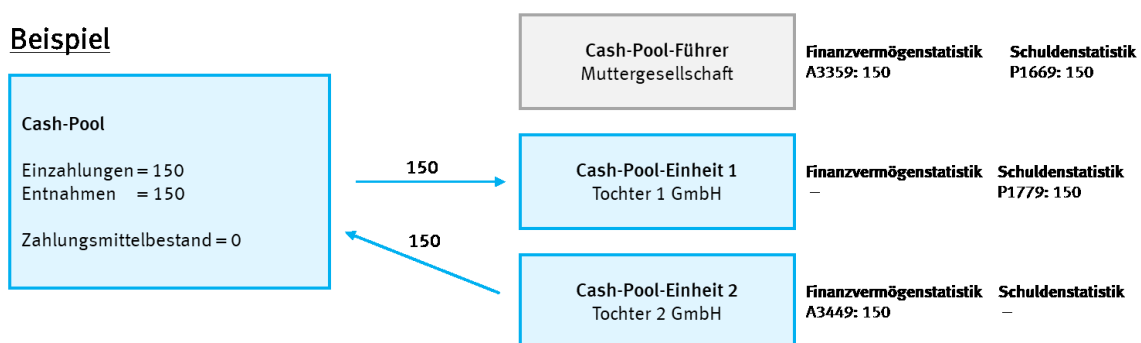 Beispiel
Cash-Pool
Einzahlungen = 150
Entnahmen = 150
Zahlungsmittelbestand = 0
150
150
Cash-Pool-Führer
Muttergesellschaft
Finanzvermögenstatistik Schuldenstatistik
A3359: 150 P1669: 150
Cash-Pool-Einheit 1
Tochter 1 GmbH
Finanzvermögenstatistik Schuldenstatistik
– P1779: 150
Cash-Pool-Einheit 2
Tochter 2 GmbH
Finanzvermögenstatistik Schuldenstatistik
A3449: 150 –